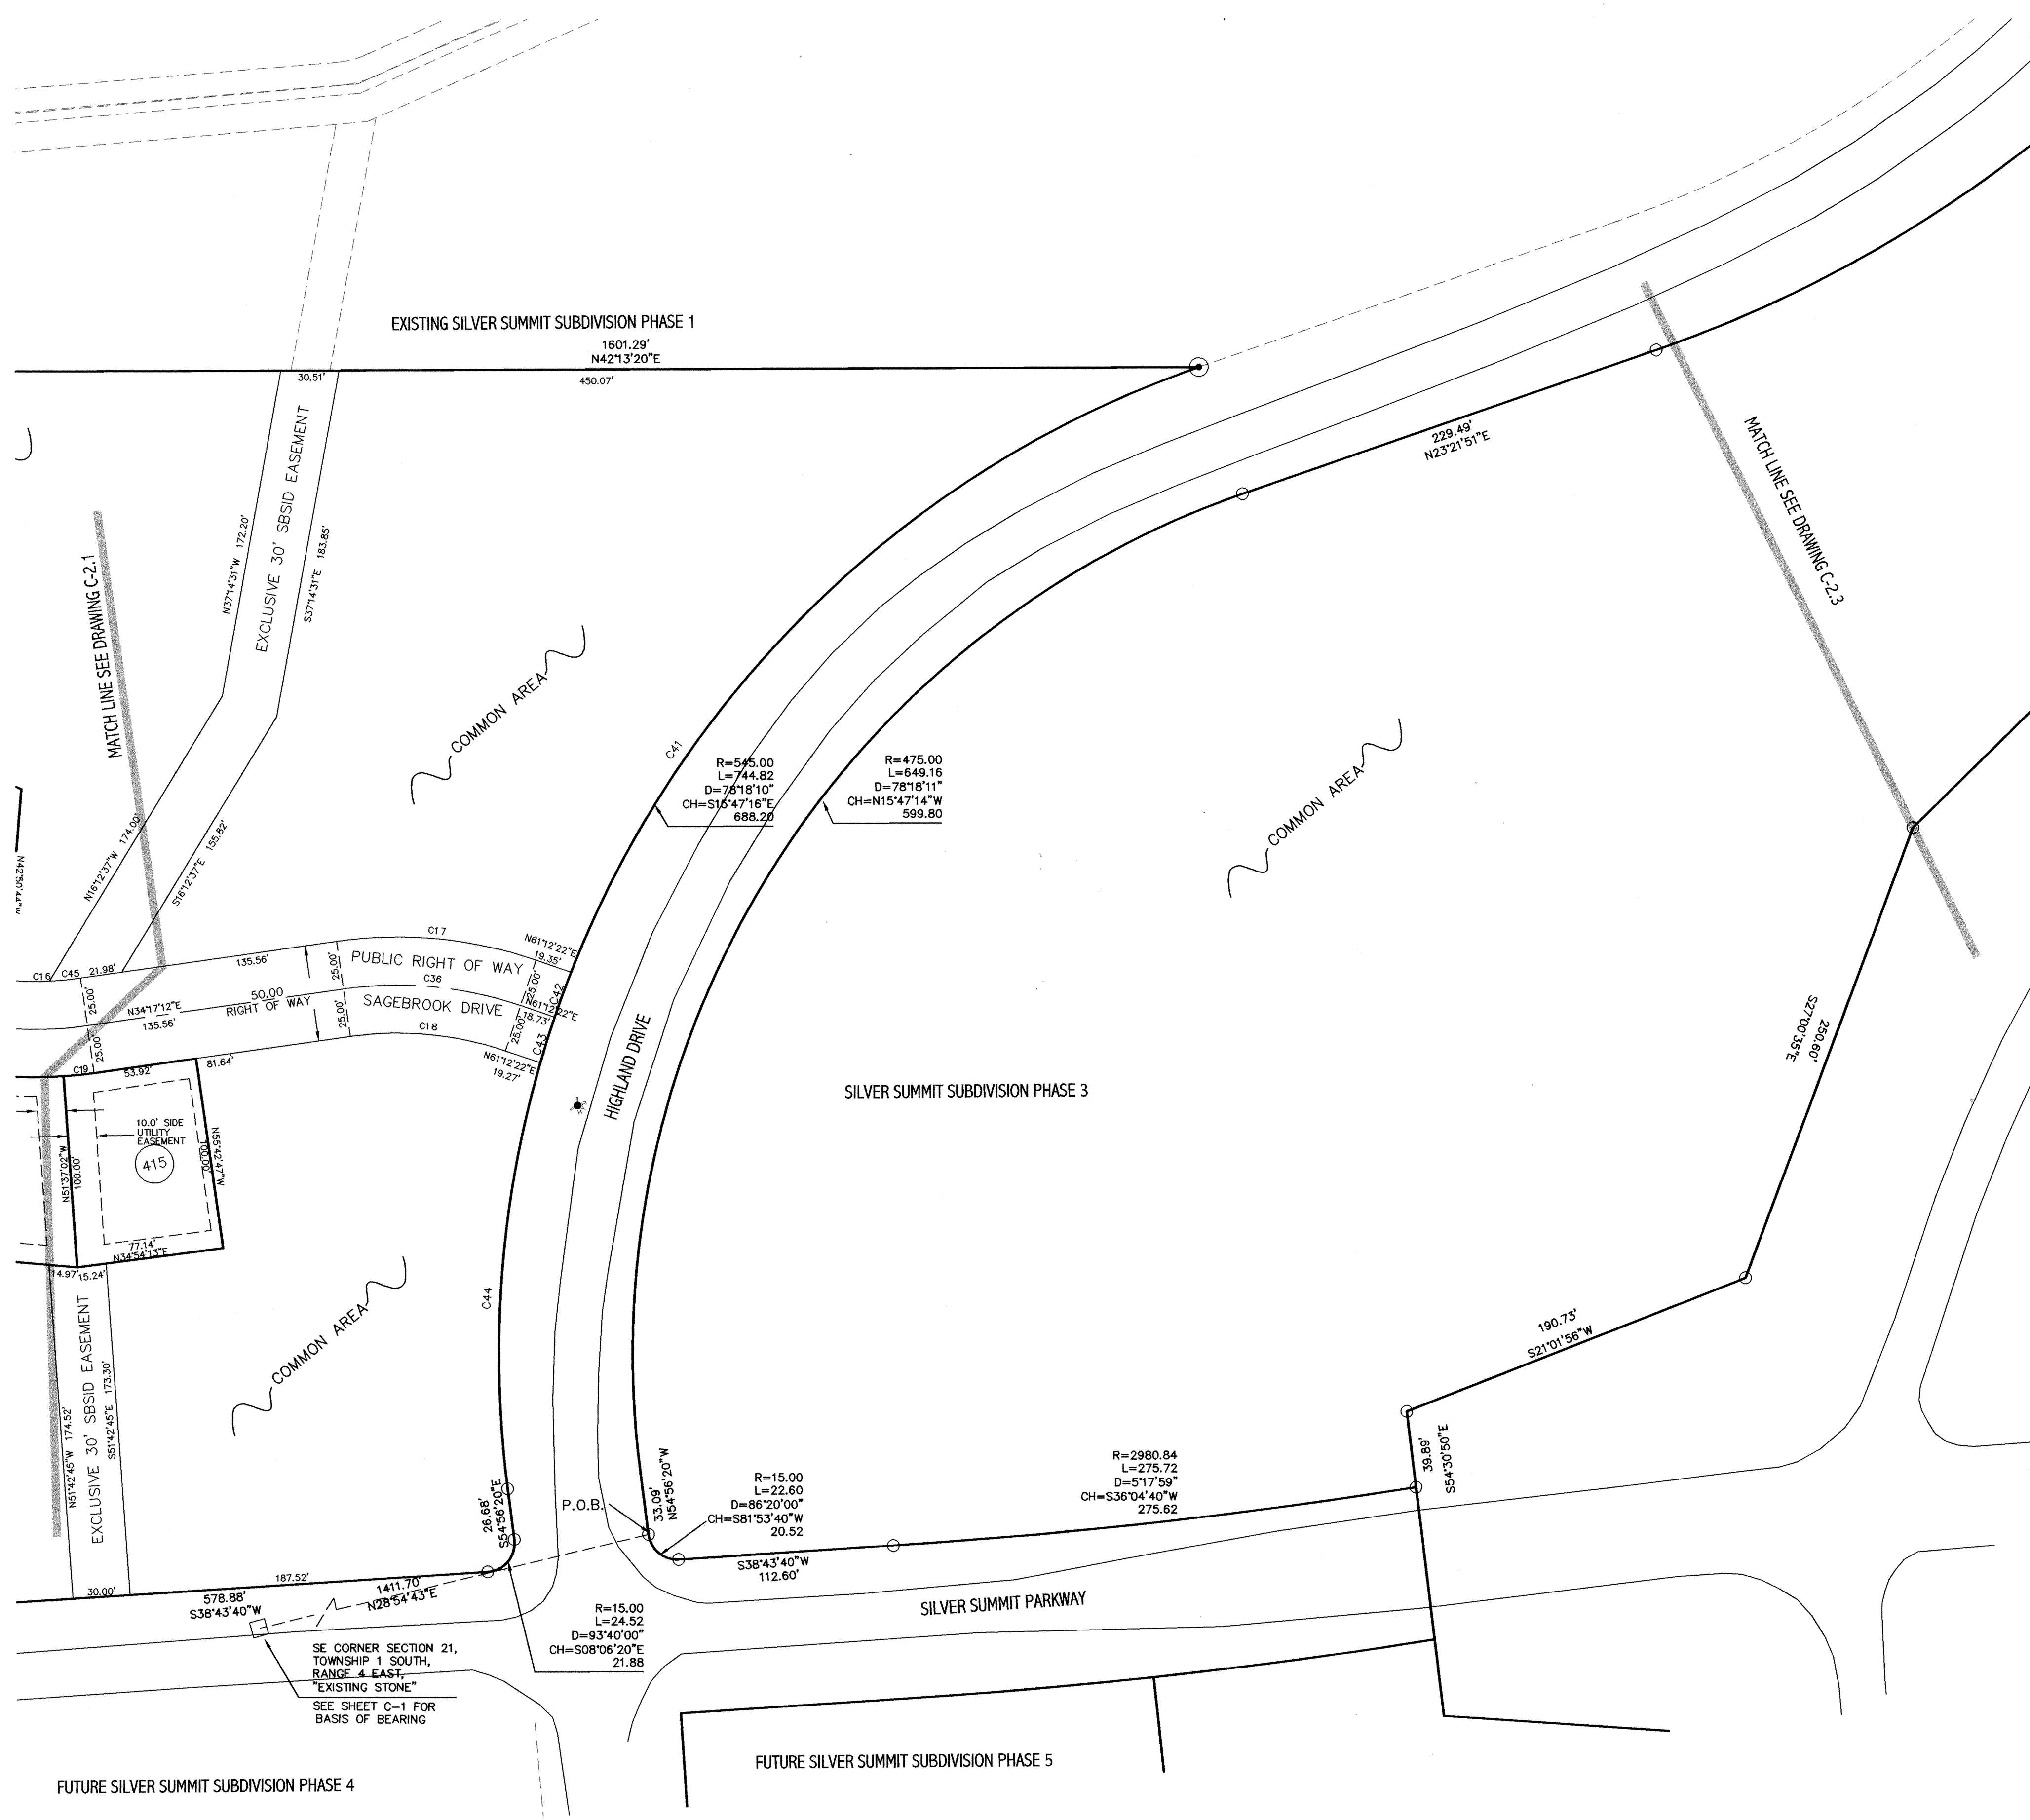 EXISTING SILVER SUMMIT SUBDIVISION PHASE 1
1601.29'
N42°13'20"E
30.51'
450.07'
EXCLUSIVE 30' SBSID EASEMENT
N37°14'31"W 172.20'
S37°14'31"E 183.85'
MATCH LINE SEE DRAWING C-2.1
229.49'
N23°21'51"E
MATCH LINE SEE DRAWING C-2.3
COMMON AREA
C41
R=545.00
L=744.82
D=78°18'10"
CH=S15°47'16"E
688.20
R=475.00
L=649.16
D=78°18'11"
CH=N15°47'14"W
599.80
COMMON AREA
N16°12'37"W 174.00'
S16°12'37"E 155.82'
N42°50'44"W
C17
N61°12'22"E
19.35'
C16
C45
21.98'
135.56'
25.00'
PUBLIC RIGHT OF WAY
25.00'
C42
C36
25.00'
N34°17'12"E
135.56'
50.00
RIGHT OF WAY
25.00'
SAGEBROOK DRIVE
N61°12'22"E
18.73'
25.00'
C43
C18
25.00'
N61°12'22"E
19.27'
C19
53.92'
81.64'
HIGHLAND DRIVE
250.60'
S27°00'35"E
SILVER SUMMIT SUBDIVISION PHASE 3
10.0' SIDE
UTILITY
EASEMENT
415
N51°37'02"W
100.00'
N55°42'47"W
100.00'
77.14'
N34°54'13"E
14.97'
15.24'
C44
COMMON AREA
EXCLUSIVE 30' SBSID EASEMENT
N51°42'45"W 174.52'
S51°42'45"E 173.30'
190.73'
S21°01'56"W
39.89'
S54°30'50"E
R=2980.84
L=275.72
D=5°17'59"
CH=S36°04'40"W
275.62
R=15.00
L=22.60
D=86°20'00"
CH=S81°53'40"W
20.52
33.09'
N54°56'20"W
P.O.B.
26.68'
S54°56'20"E
S38°43'40"W
112.60'
187.52'
30.00'
578.88'
S38°43'40"W
1411.70
N28°54'43"E
SILVER SUMMIT PARKWAY
R=15.00
L=24.52
D=93°40'00"
CH=S08°06'20"E
21.88
SE CORNER SECTION 21,
TOWNSHIP 1 SOUTH,
RANGE 4 EAST,
"EXISTING STONE"
SEE SHEET C-1 FOR
BASIS OF BEARING
FUTURE SILVER SUMMIT SUBDIVISION PHASE 5
FUTURE SILVER SUMMIT SUBDIVISION PHASE 4